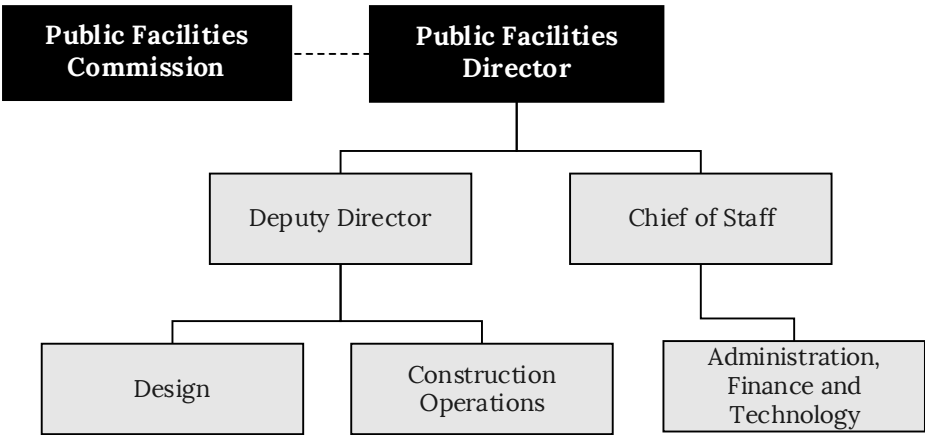 Public Facilities
Commission
Public Facilities
Director
Deputy Director
Chief of Staff
Design
Construction
Operations
Administration,
Finance and
Technology